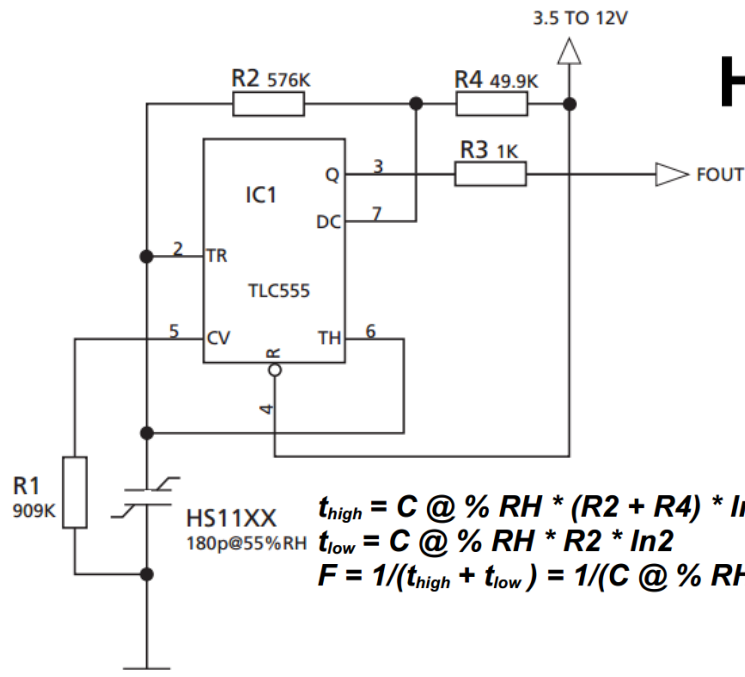 3.5 TO 12V
R2 576K
R4 49.9K
H
R3 1K
Q
3
FOUT
IC1
DC
7
2
TR
TLC555
5
CV
TH
6
R
4
R1
909K
HS11XX
180p@55%RH
t_high = C @ % RH * (R2 + R4) * ln
t_low = C @ % RH * R2 * ln2
F = 1/(t_high + t_low ) = 1/(C @ % RH